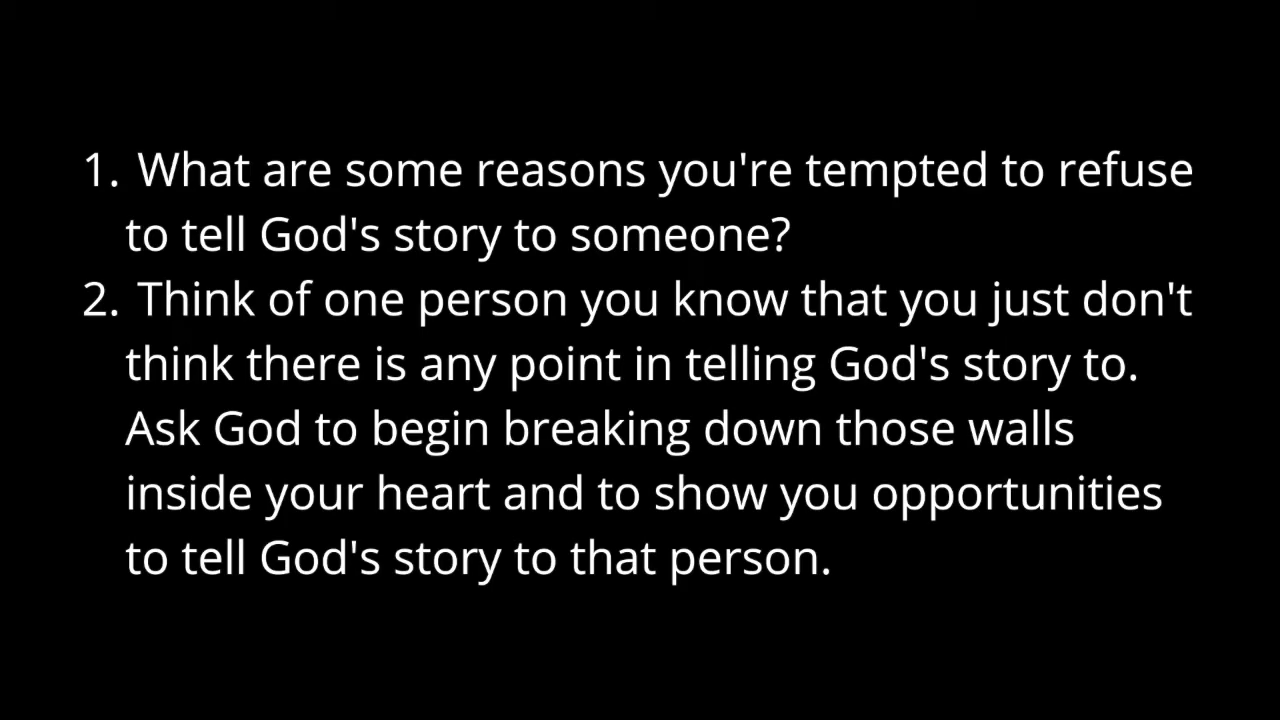 1. What are some reasons you're tempted to refuse
to tell God's story to someone?
2. Think of one person you know that you just don't
think there is any point in telling God's story to.
Ask God to begin breaking down those walls
inside your heart and to show you opportunities
to tell God's story to that person.